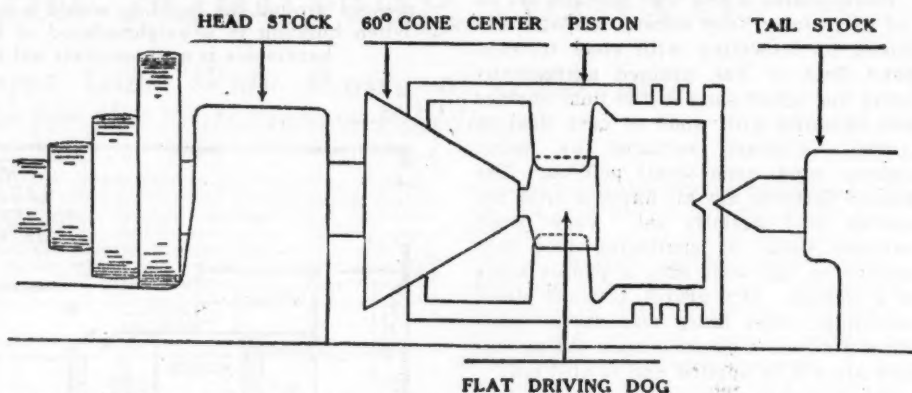 HEAD STOCK 60° CONE CENTER PISTON TAIL STOCK
FLAT DRIVING DOG